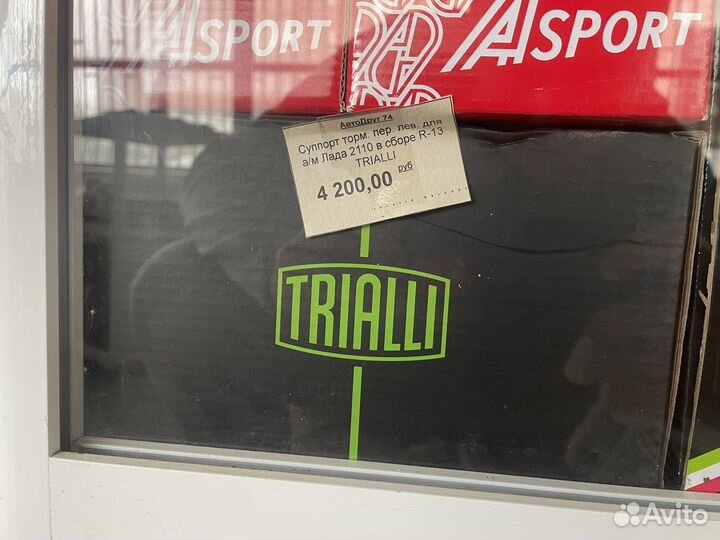 ASPORT
ASPORT
АвтоДруг 74
Суппорт торм. пер. лев. для
а/м Лада 2110 в сборе R-13
TRIALLI
4 200,00 руб
TRIALLI
Avito